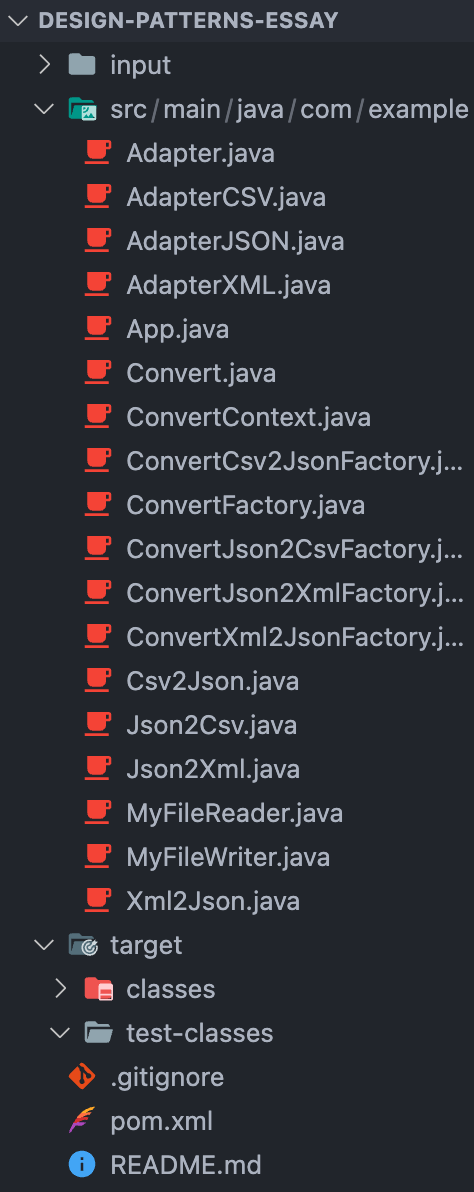 DESIGN-PATTERNS-ESSAY
input
src/main/java/com/example
Adapter.java
AdapterCSV.java
AdapterJSON.java
AdapterXML.java
App.java
Convert.java
ConvertContext.java
ConvertCsv2JsonFactory.j...
ConvertFactory.java
ConvertJson2CsvFactory.j...
ConvertJson2XmlFactory.j...
ConvertXml2JsonFactory.j...
Csv2Json.java
Json2Csv.java
Json2Xml.java
MyFileReader.java
MyFileWriter.java
Xml2Json.java
target
classes
test-classes
.gitignore
pom.xml
README.md